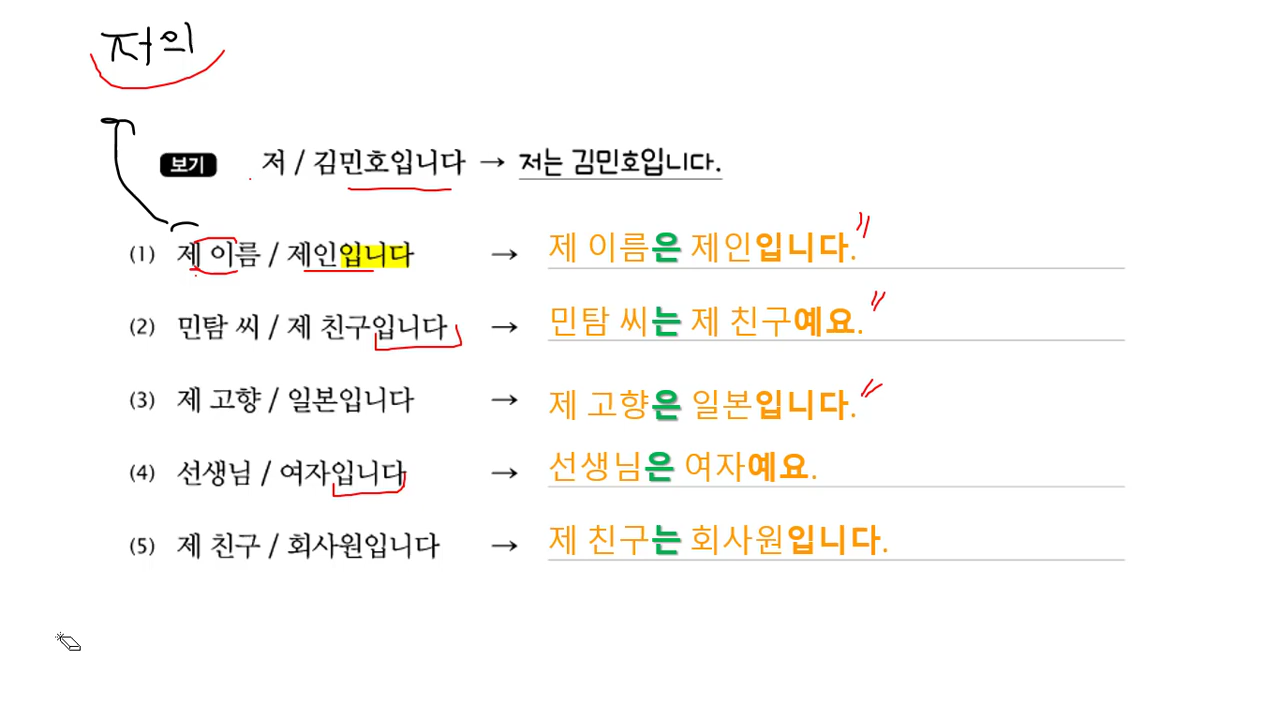 저의
보기 저 / 김민호입니다 → 저는 김민호입니다.
(1) 제 이름 / 제인입니다 → 제 이름은 제인입니다.
(2) 민탐 씨 / 제 친구입니다 → 민탐 씨는 제 친구예요.
(3) 제 고향 / 일본입니다 → 제 고향은 일본입니다.
(4) 선생님 / 여자입니다 → 선생님은 여자예요.
(5) 제 친구 / 회사원입니다 → 제 친구는 회사원입니다.